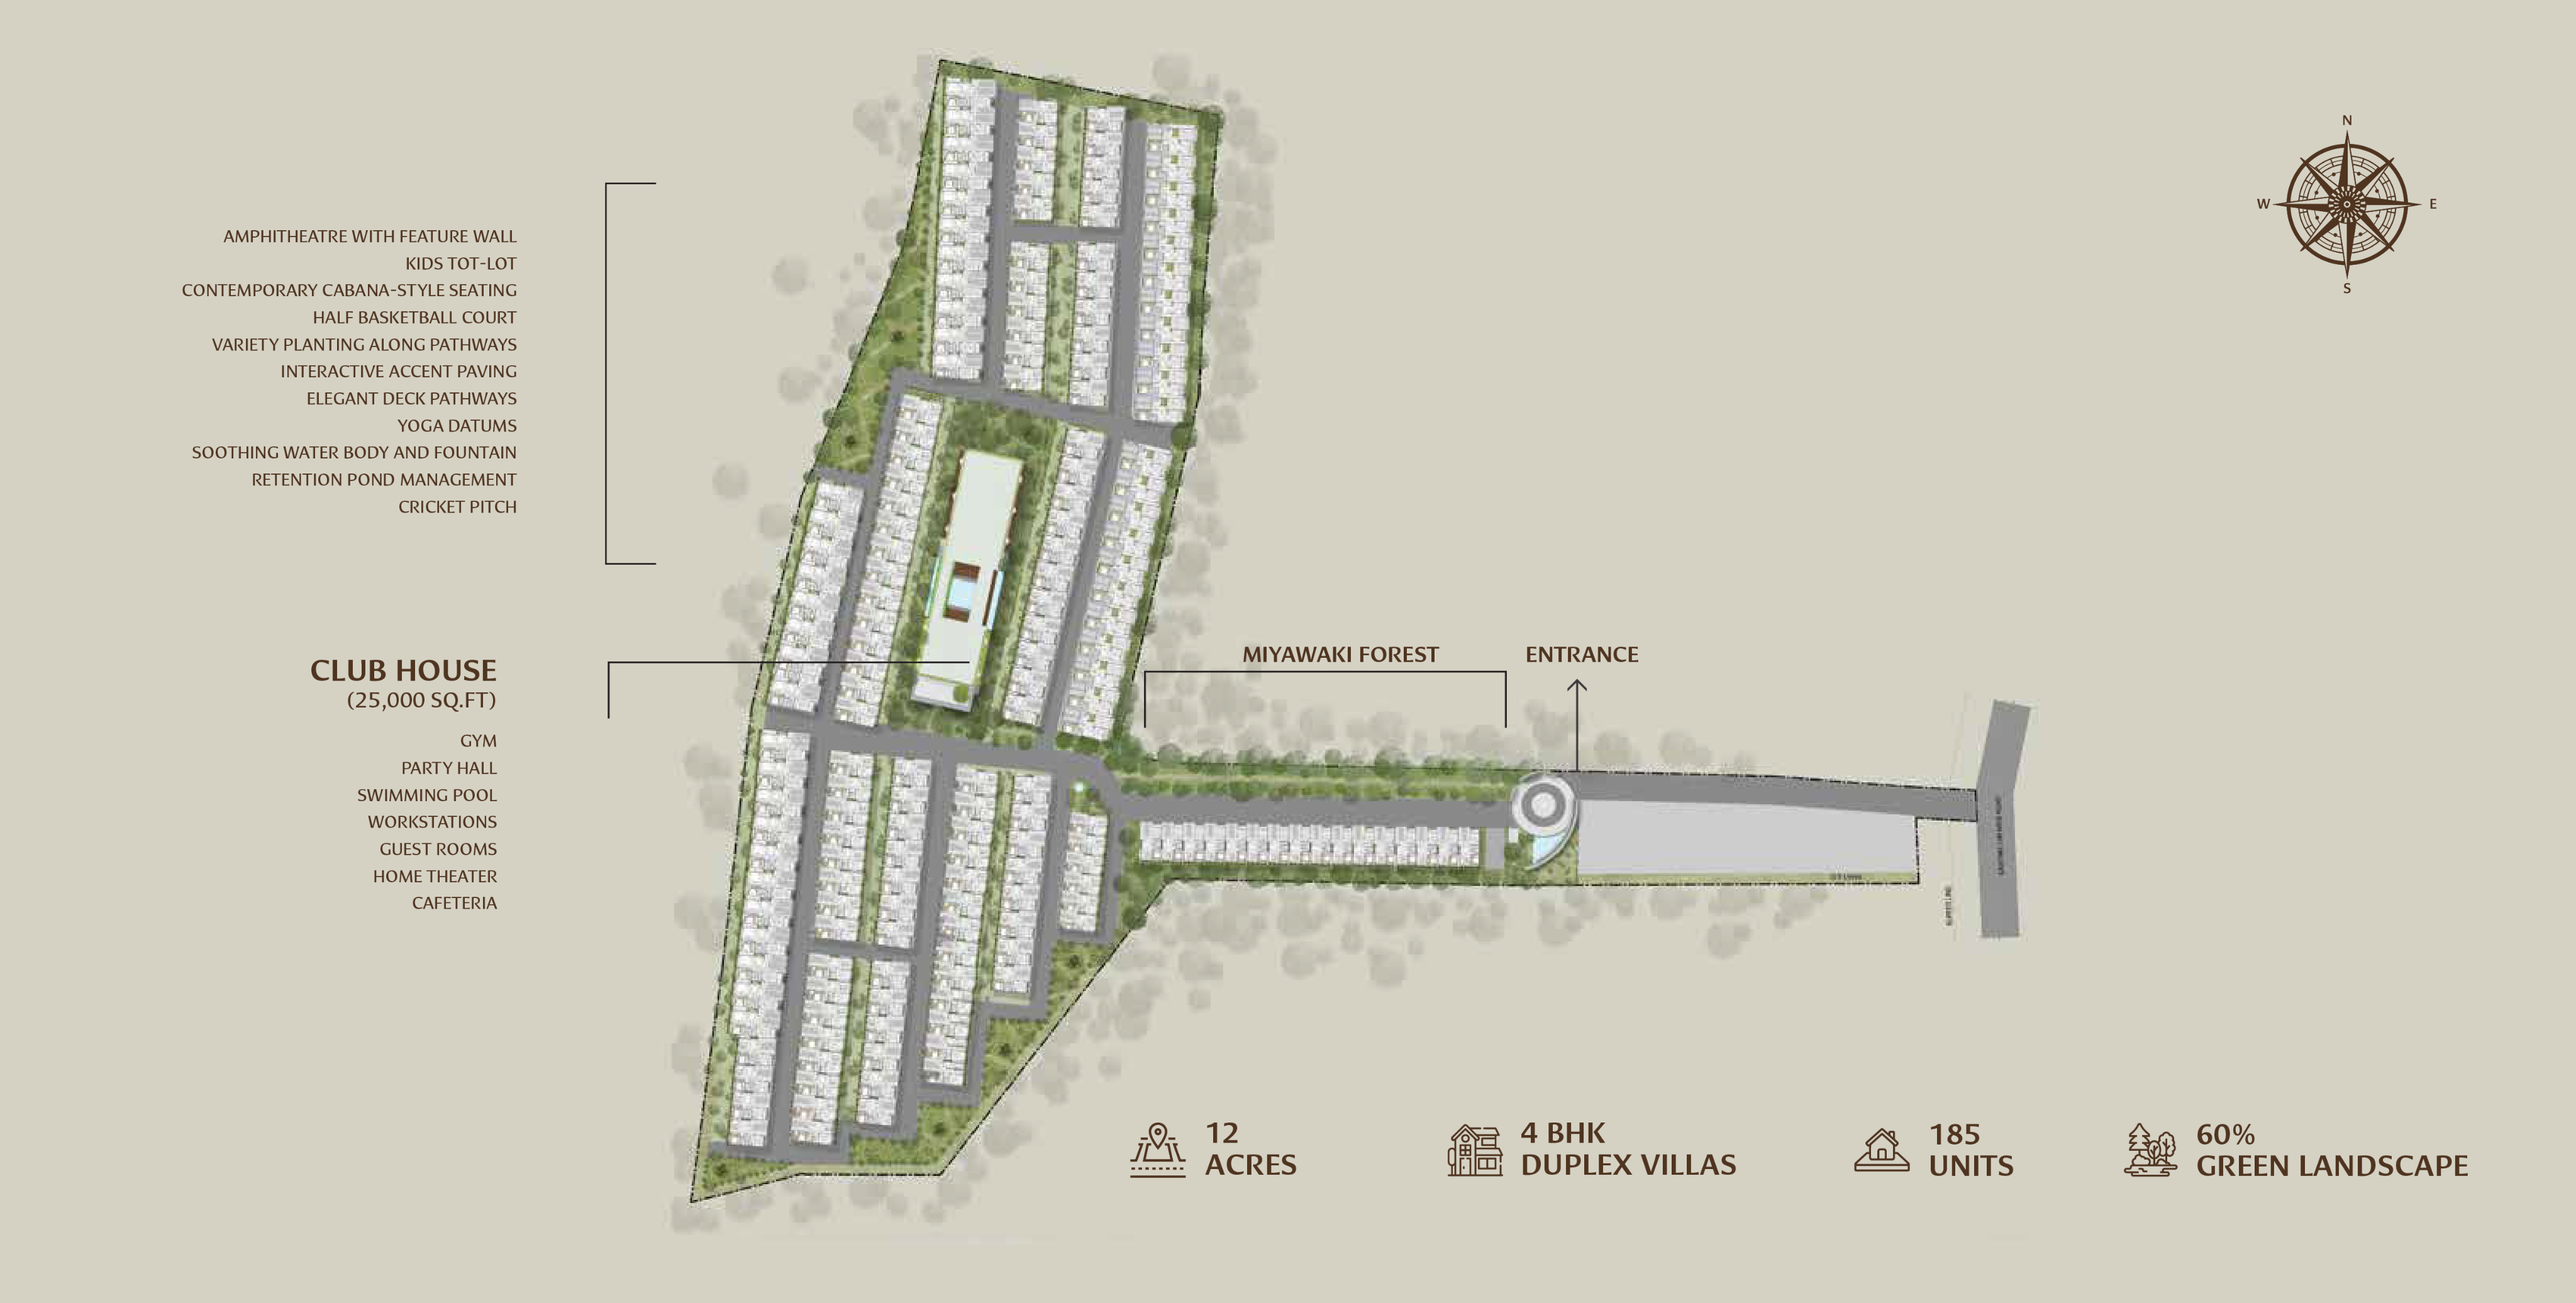 N
W
E
S
AMPHITHEATRE WITH FEATURE WALL
KIDS TOT-LOT
CONTEMPORARY CABANA-STYLE SEATING
HALF BASKETBALL COURT
VARIETY PLANTING ALONG PATHWAYS
INTERACTIVE ACCENT PAVING
ELEGANT DECK PATHWAYS
YOGA DATUMS
SOOTHING WATER BODY AND FOUNTAIN
RETENTION POND MANAGEMENT
CRICKET PITCH
CLUB HOUSE
(25,000 SQ.FT)
GYM
PARTY HALL
SWIMMING POOL
WORKSTATIONS
GUEST ROOMS
HOME THEATER
CAFETERIA
MIYAWAKI FOREST
ENTRANCE
12
ACRES
4 BHK
DUPLEX VILLAS
185
UNITS
60%
GREEN LANDSCAPE